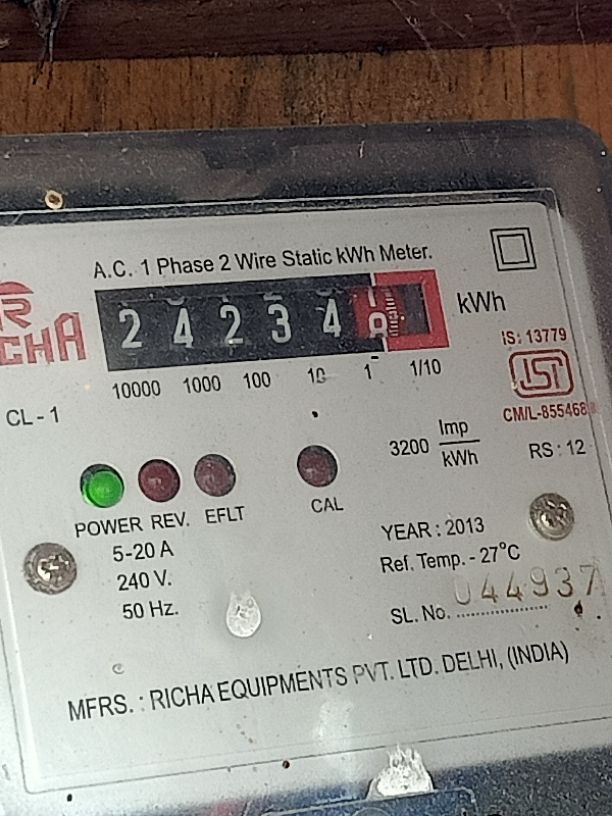 A.C. 1 Phase 2 Wire Static kWh Meter.
R
RICHA
2 4 2 3 4 kWh
10000 1000 100 10 1 1/10
IS: 13779
ISI
CM/L-855468
CL - 1
3200 Imp/kWh
RS : 12
POWER REV. EFLT CAL
5-20 A
240 V.
50 Hz.
YEAR : 2013
Ref. Temp. - 27°C
SL. No. 044937
MFRS. : RICHA EQUIPMENTS PVT. LTD. DELHI, (INDIA)